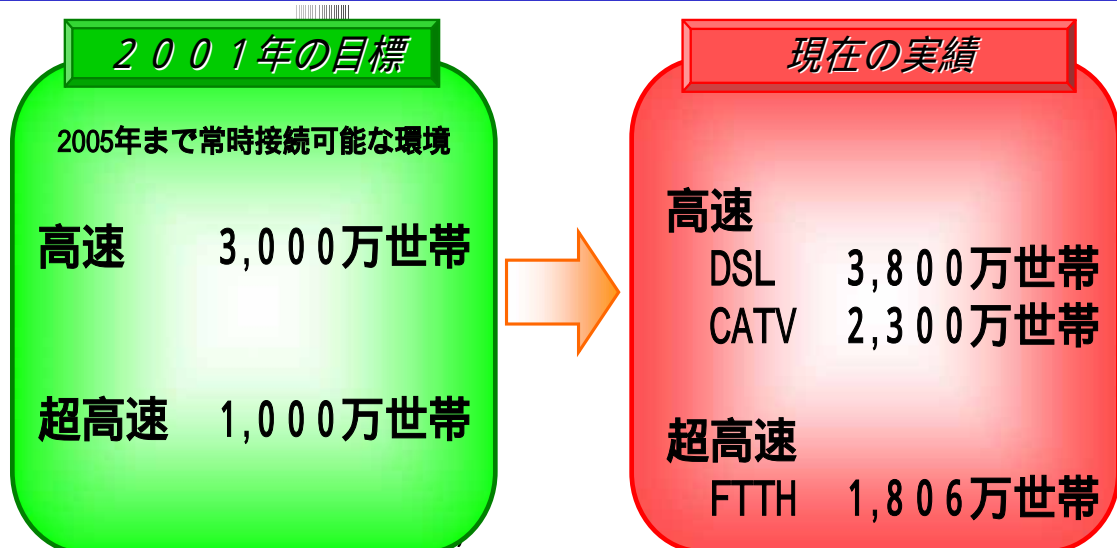 ２００１年の目標
2005年まで常時接続可能な環境
高速　3,000万世帯
超高速　1,000万世帯
現在の実績
高速
DSL　3,800万世帯
CATV　2,300万世帯
超高速
FTTH　1,806万世帯